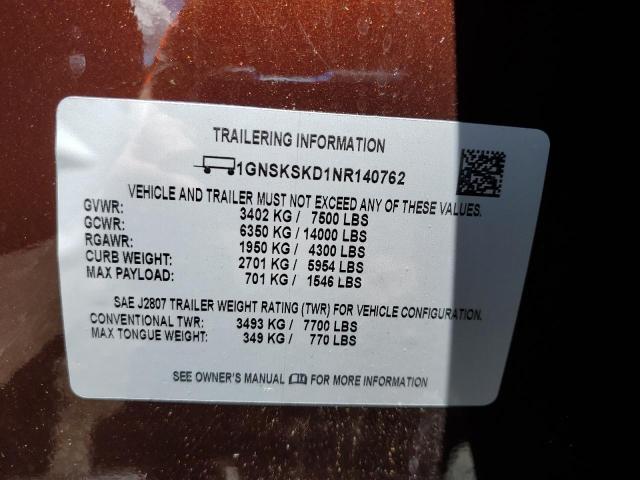 TRAILERING INFORMATION
1GNSKSKD1NR140762
VEHICLE AND TRAILER MUST NOT EXCEED ANY OF THESE VALUES.
GVWR: 3402 KG / 7500 LBS
GCWR: 6350 KG / 14000 LBS
RGAWR: 1950 KG / 4300 LBS
CURB WEIGHT: 2701 KG / 5954 LBS
MAX PAYLOAD: 701 KG / 1546 LBS
SAE J2807 TRAILER WEIGHT RATING (TWR) FOR VEHICLE CONFIGURATION.
CONVENTIONAL TWR: 3493 KG / 7700 LBS
MAX TONGUE WEIGHT: 349 KG / 770 LBS
SEE OWNER'S MANUAL FOR MORE INFORMATION